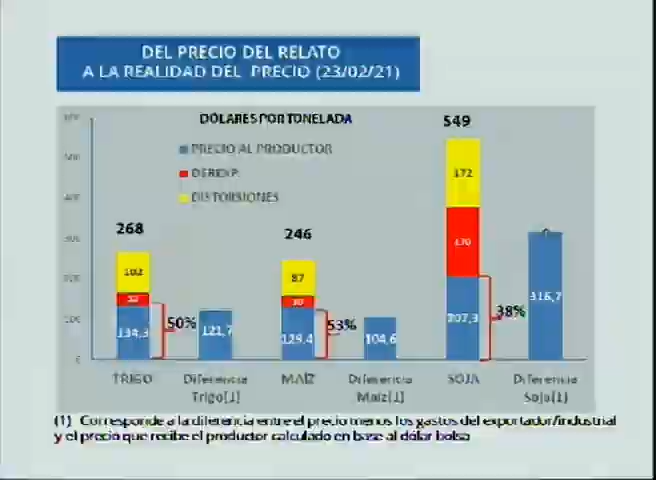 DEL PRECIO DEL RELATO
A LA REALIDAD DEL PRECIO (23/02/21)
DÓLARES POR TONELADA
PRECIO AL PRODUCTOR
DEREXP.
DISTORSIONES
268
102
32
134,3
50%
121,7
246
87
30
129,4
53%
104,6
549
172
170
207,3
38%
316,7
TRIGO
Diferencia
Trigo(1)
MAÍZ
Diferencia
Maíz(1)
SOJA
Diferencia
Soja(1)
(1) Corresponde a la diferencia entre el precio menos los gastos del exportador/industrial
y el precio que recibe el productor calculado en base al dólar bolsa